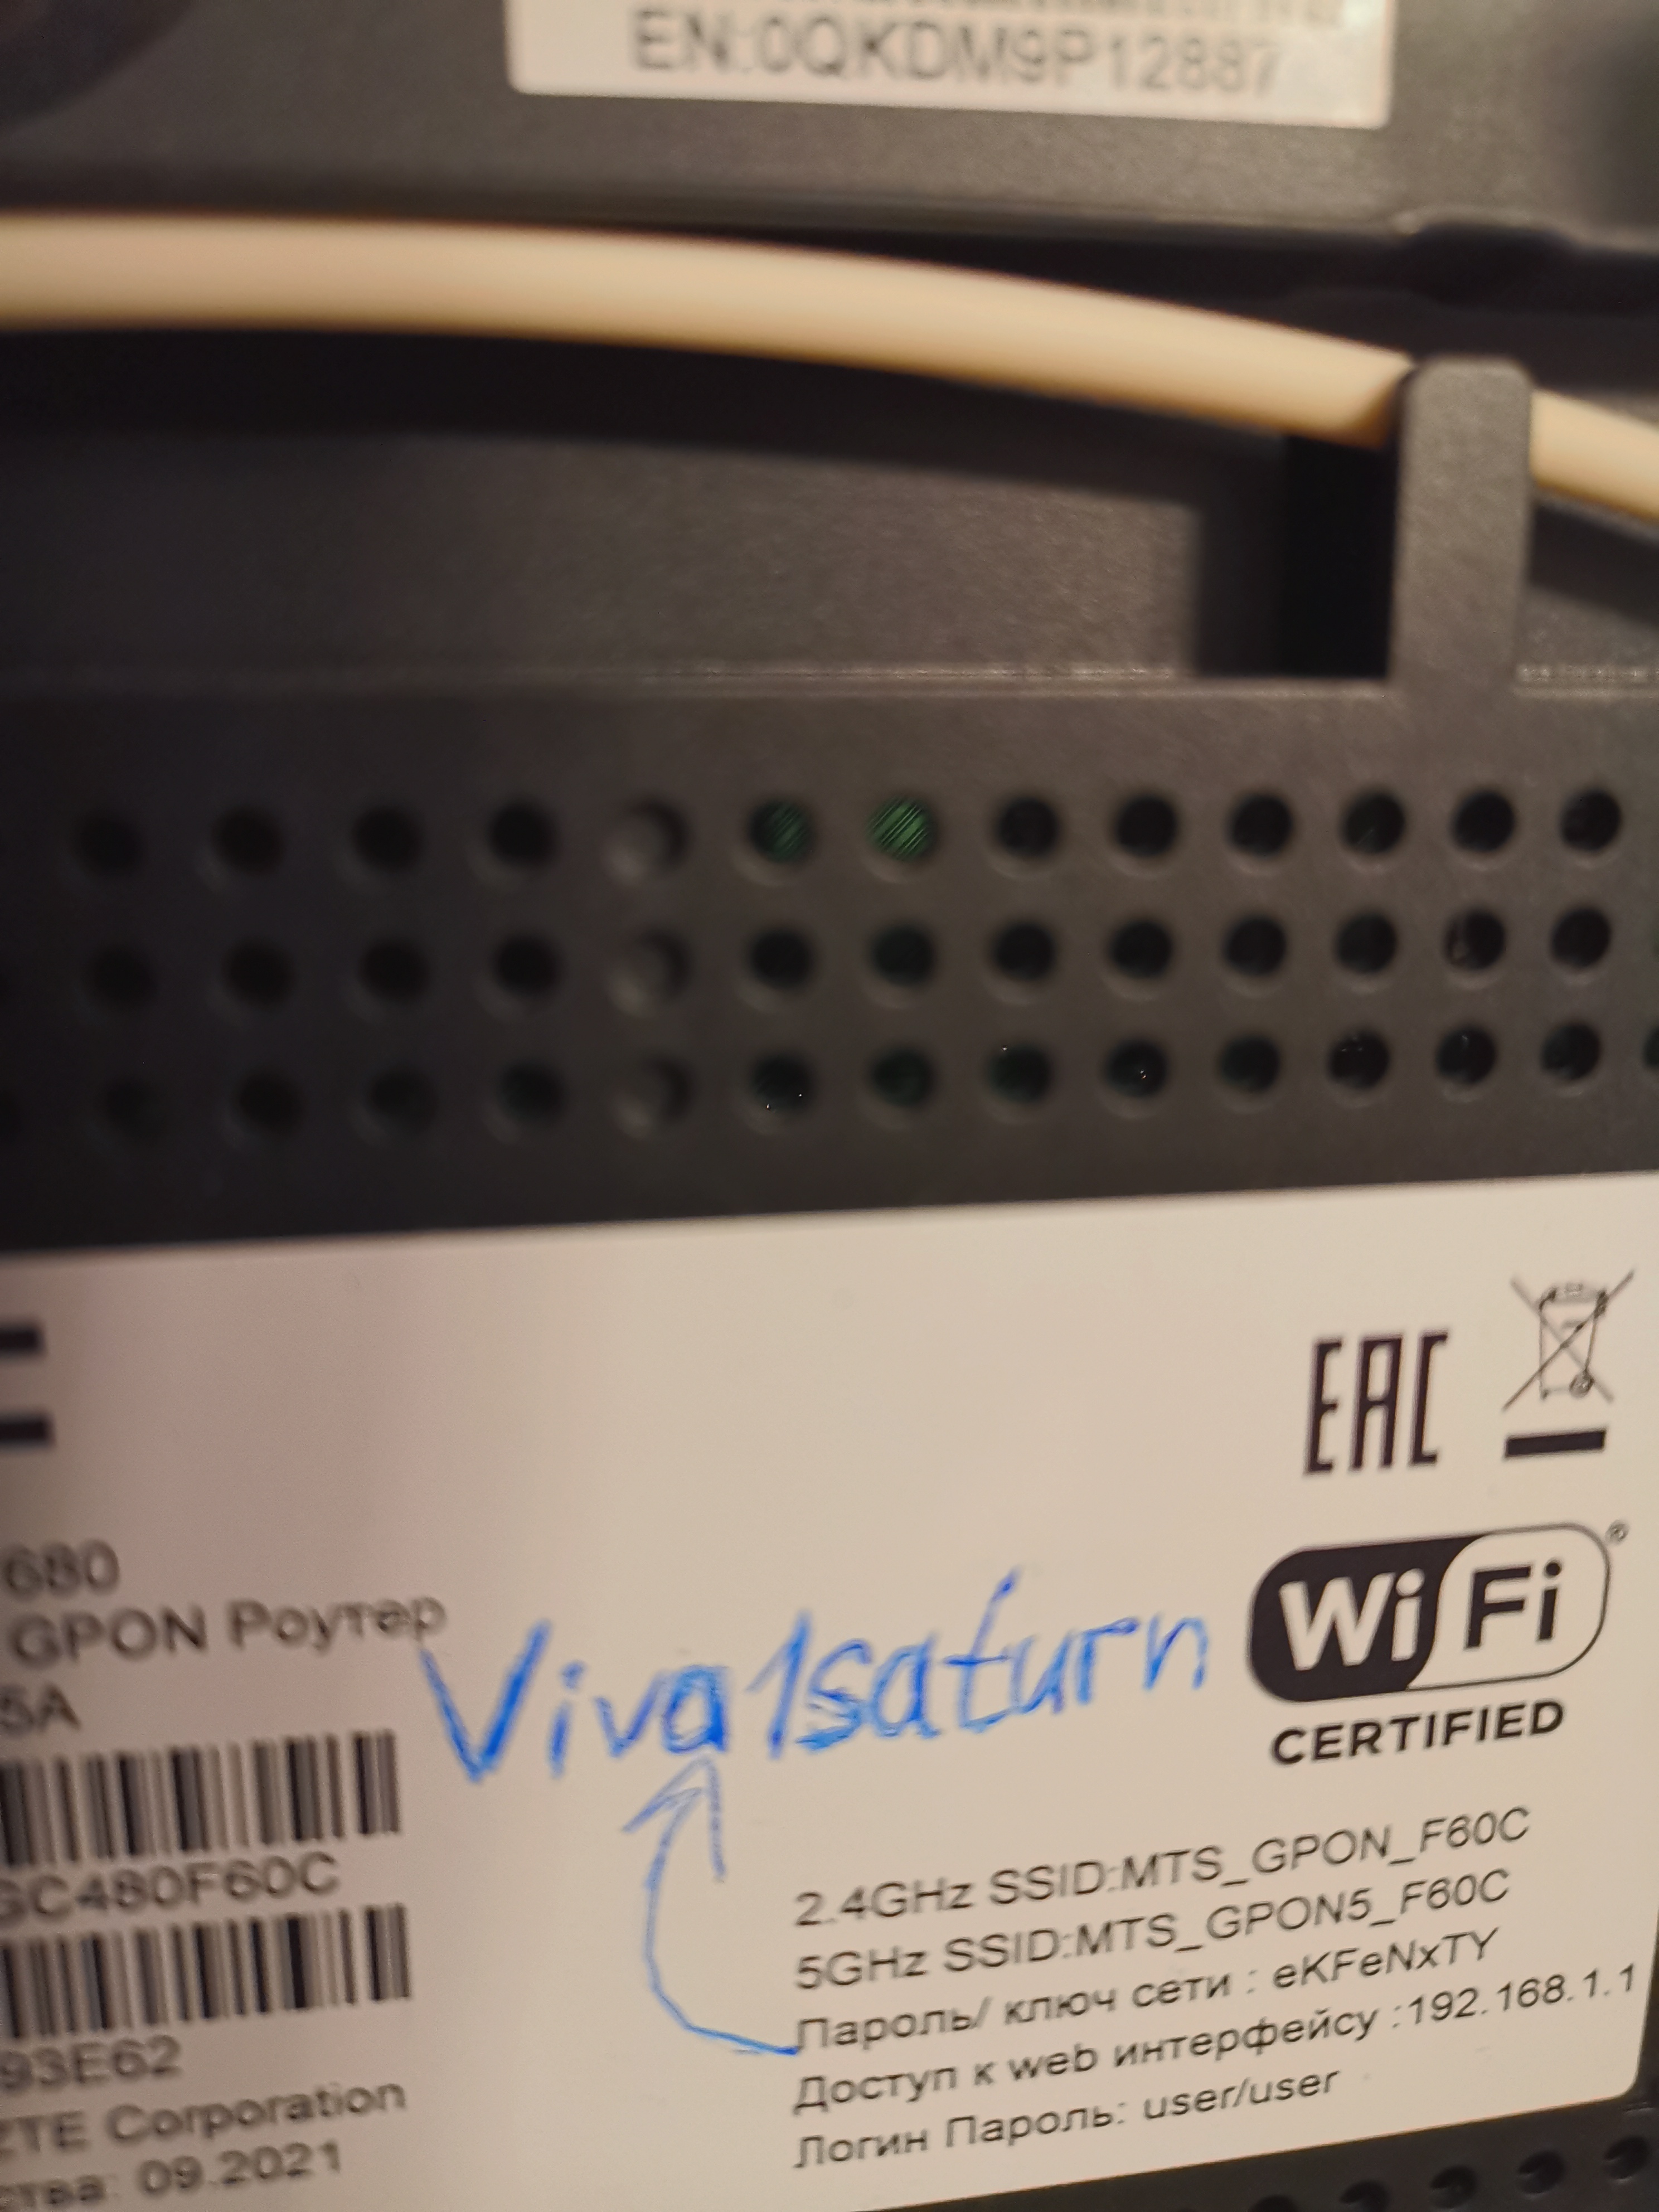 EN:0QKDM9P12887
EAC
680
GPON Роутер
5A
Viva1saturn
WiFi
®
CERTIFIED
GC480F60C
93E62
ZTE Corporation
ства: 09.2021
2.4GHz SSID:MTS_GPON_F60C
5GHz SSID:MTS_GPON5_F60C
Пароль/ ключ сети : eKFeNxTY
Доступ к web интерфейсу :192.168.1.1
Логин Пароль: user/user